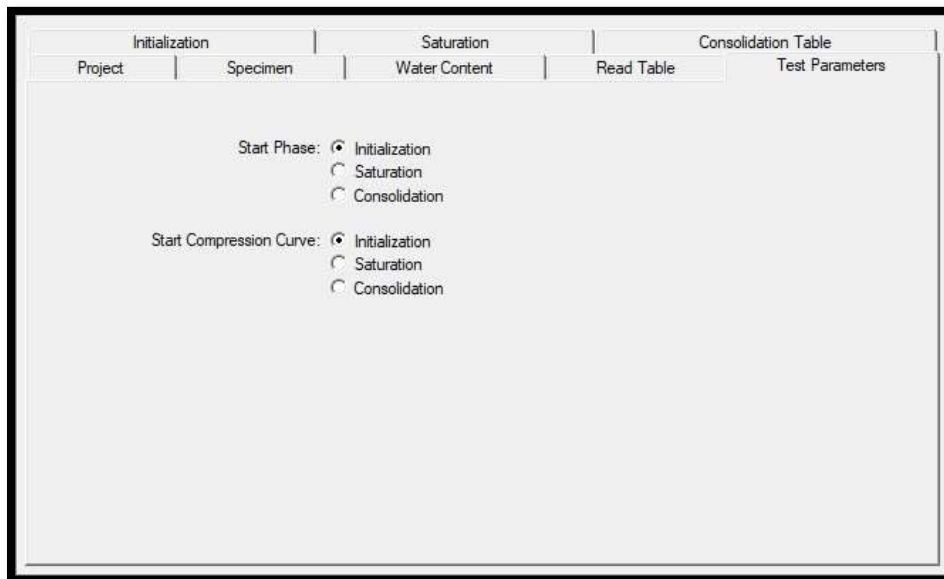 Initialization Saturation Consolidation Table
Project Specimen Water Content Read Table Test Parameters
Start Phase: Initialization
Saturation
Consolidation
Start Compression Curve: Initialization
Saturation
Consolidation